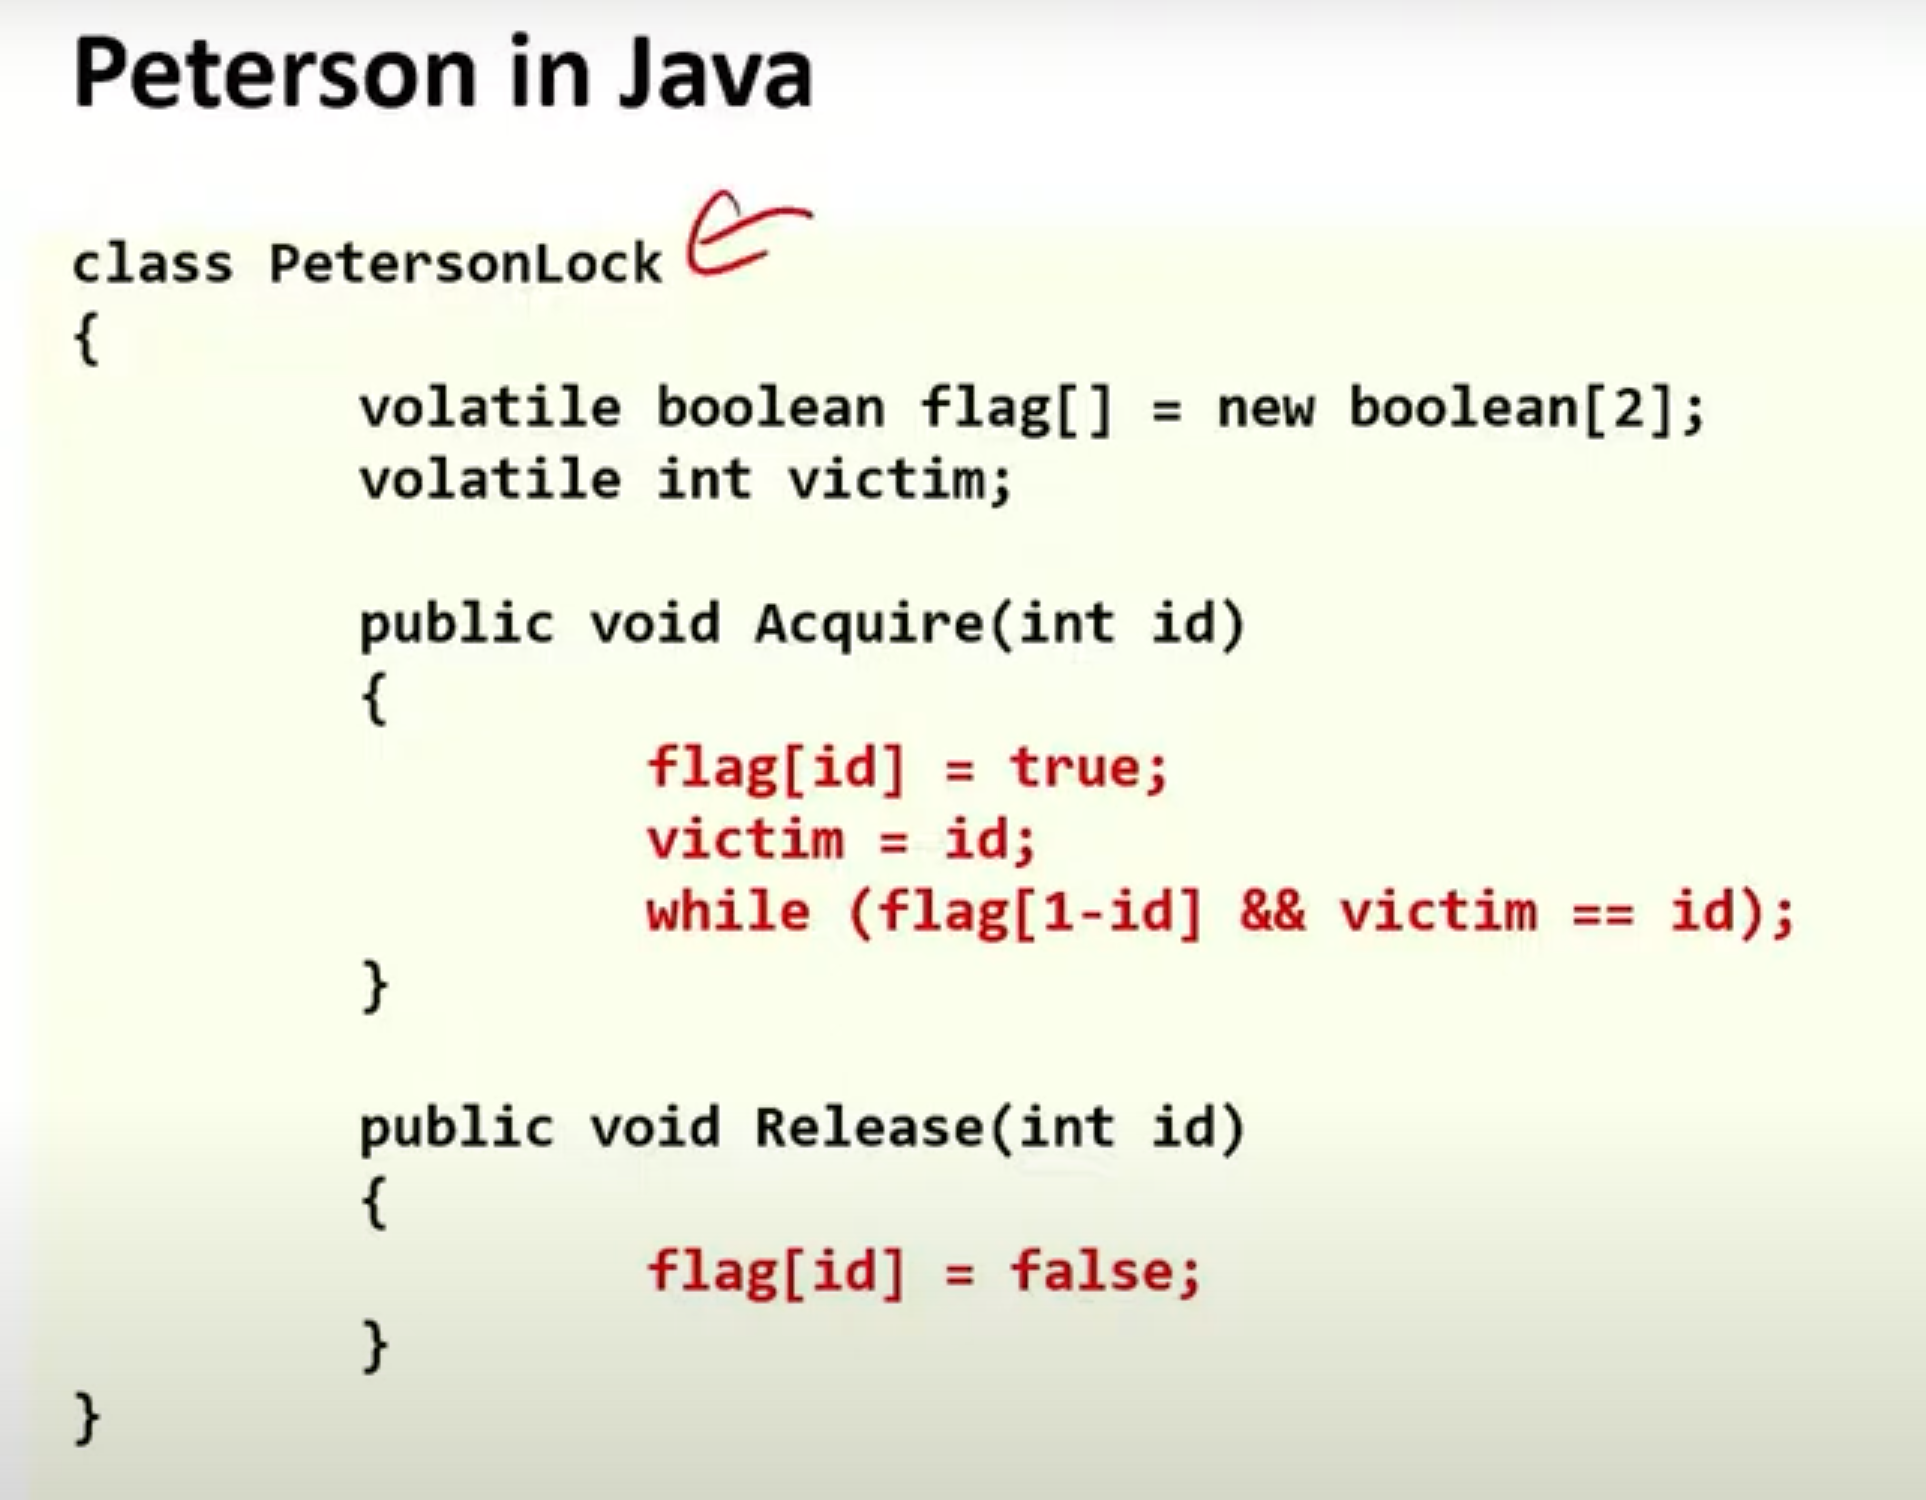 Peterson in Java
class PetersonLock
{
volatile boolean flag[] = new boolean[2];
volatile int victim;
public void Acquire(int id)
{
flag[id] = true;
victim = id;
while (flag[1-id] && victim == id);
}
public void Release(int id)
{
flag[id] = false;
}
}